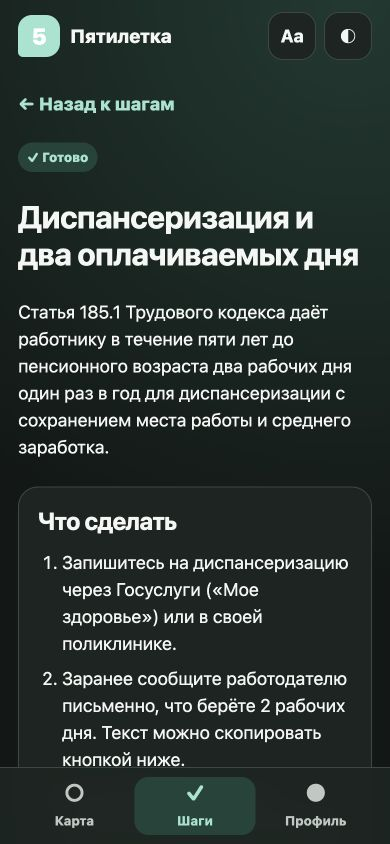 5 Пятилетка Aa
← Назад к шагам
✓ Готово
Диспансеризация и
два оплачиваемых дня
Статья 185.1 Трудового кодекса даёт
работнику в течение пяти лет до
пенсионного возраста два рабочих дня
один раз в год для диспансеризации с
сохранением места работы и среднего
заработка.
Что сделать
1. Запишитесь на диспансеризацию
через Госуслуги («Мое
здоровье») или в своей
поликлинике.
2. Заранее сообщите работодателю
письменно, что берёте 2 рабочих
дня. Текст можно скопировать
кнопкой ниже.
Карта Шаги Профиль